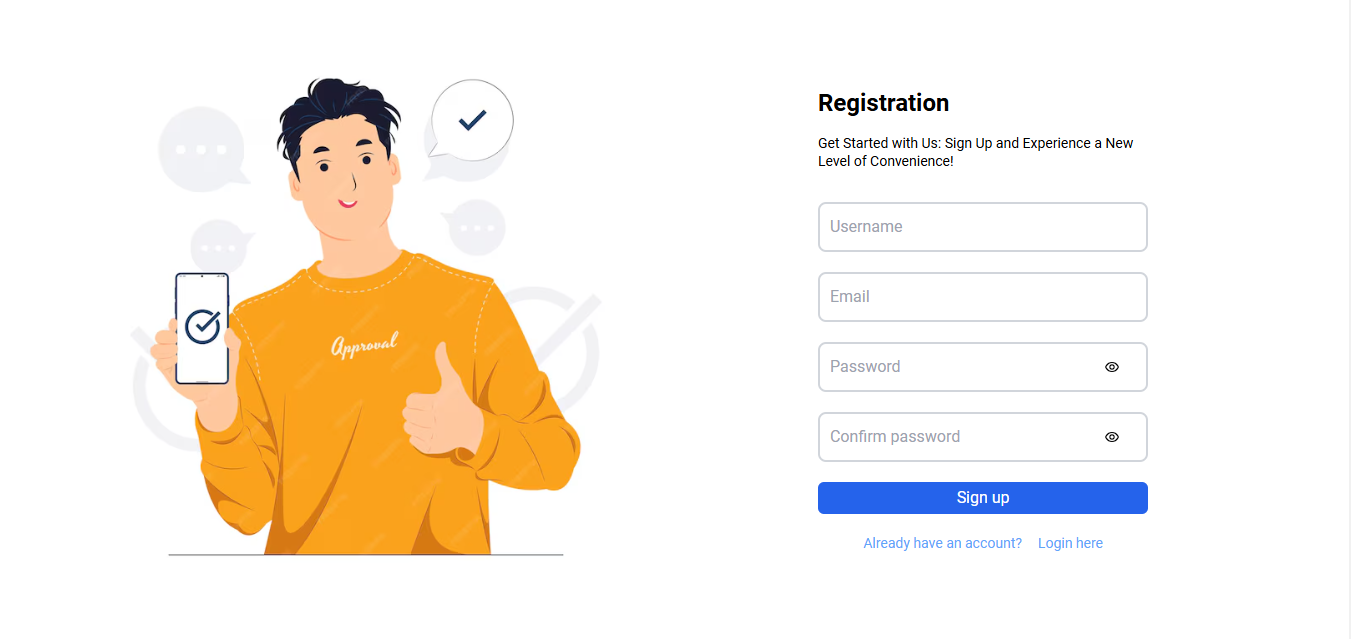 Approval
Registration
Get Started with Us: Sign Up and Experience a New
Level of Convenience!
Username
Email
Password
Confirm password
Sign up
Already have an account? Login here